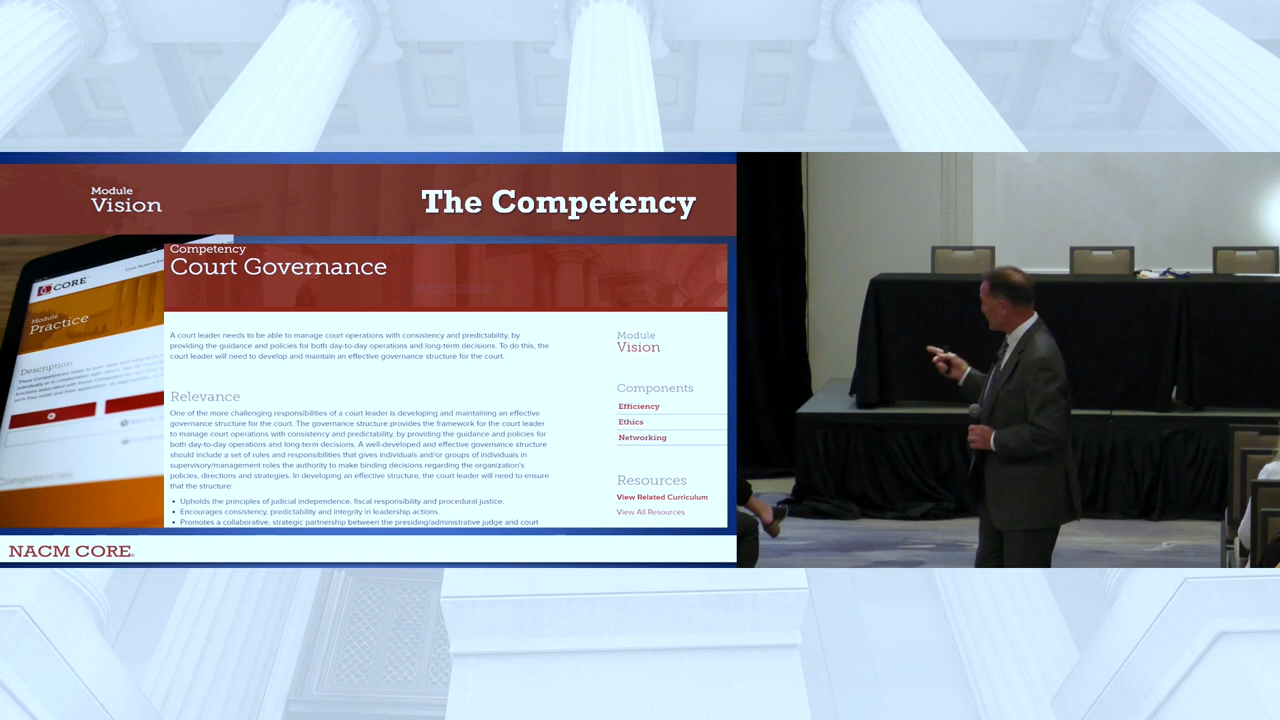 Module
Vision
The Competency
CORE
Module
Practice
Description
Competency
Court Governance
A court leader needs to be able to manage court operations with consistency and predictability, by
providing the guidance and policies for both day-to-day operations and long-term decisions. To do this, the
court leader will need to develop and maintain an effective governance structure for the court.
Relevance
One of the more challenging responsibilities of a court leader is developing and maintaining an effective
governance structure for the court. The governance structure provides the framework for the court leader
to manage court operations with consistency and predictability, by providing the guidance and policies for
both day-to-day operations and long-term decisions. A well-developed and effective governance structure
should include a set of rules and responsibilities that gives individuals and/or groups of individuals in
supervisory/management roles the authority to make binding decisions regarding the organization's
policies, directions and strategies. In developing an effective structure, the court leader will need to ensure
that the structure:
• Upholds the principles of judicial independence, fiscal responsibility and procedural justice.
• Encourages consistency, predictability and integrity in leadership actions.
• Promotes a collaborative, strategic partnership between the presiding/administrative judge and court
Module
Vision
Components
Efficiency
Ethics
Networking
Resources
View Related Curriculum
View All Resources
NACM CORE